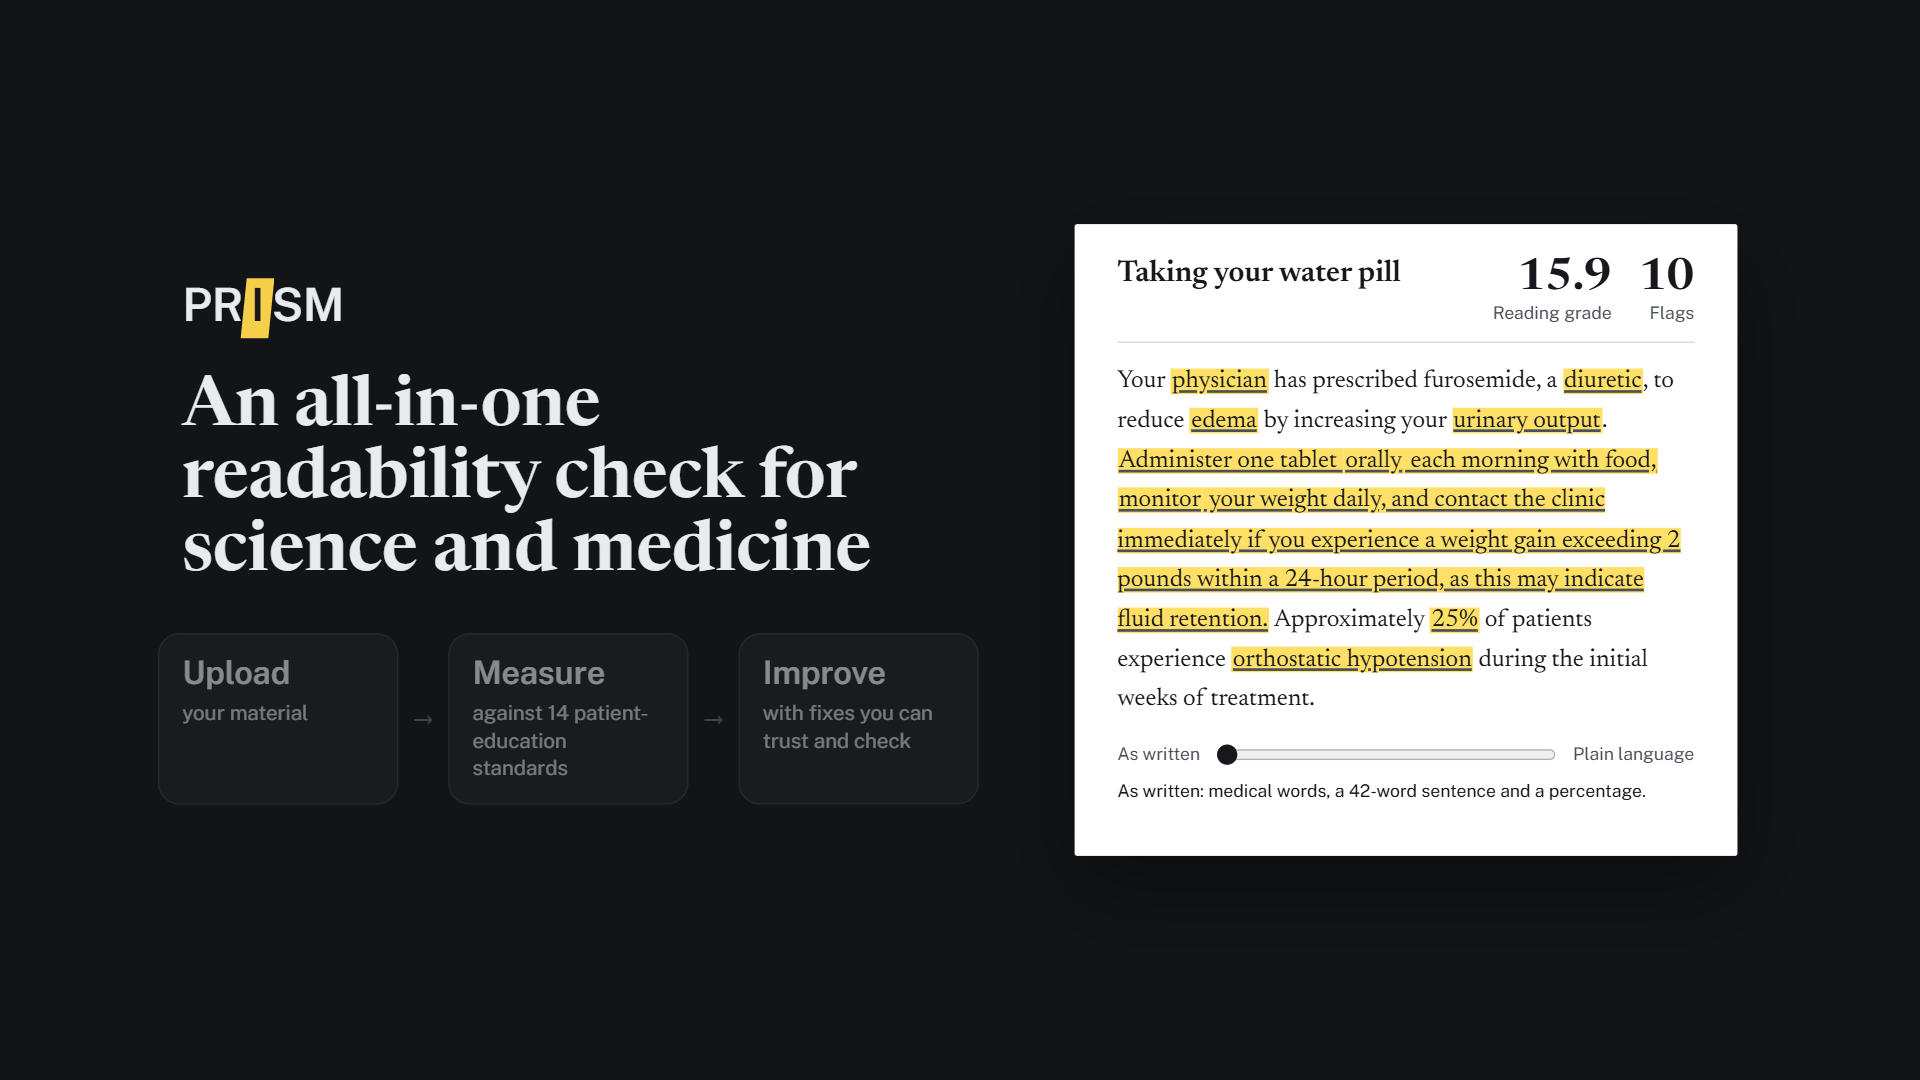 PRISM
An all-in-one
readability check for
science and medicine
Upload
your material
→
Measure
against 14 patient-
education
standards
→
Improve
with fixes you can
trust and check
Taking your water pill
15.9
Reading grade
10
Flags
Your physician has prescribed furosemide, a diuretic, to
reduce edema by increasing your urinary output.
Administer one tablet orally each morning with food,
monitor your weight daily, and contact the clinic
immediately if you experience a weight gain exceeding 2
pounds within a 24-hour period, as this may indicate
fluid retention. Approximately 25% of patients
experience orthostatic hypotension during the initial
weeks of treatment.
As written
Plain language
As written: medical words, a 42-word sentence and a percentage.